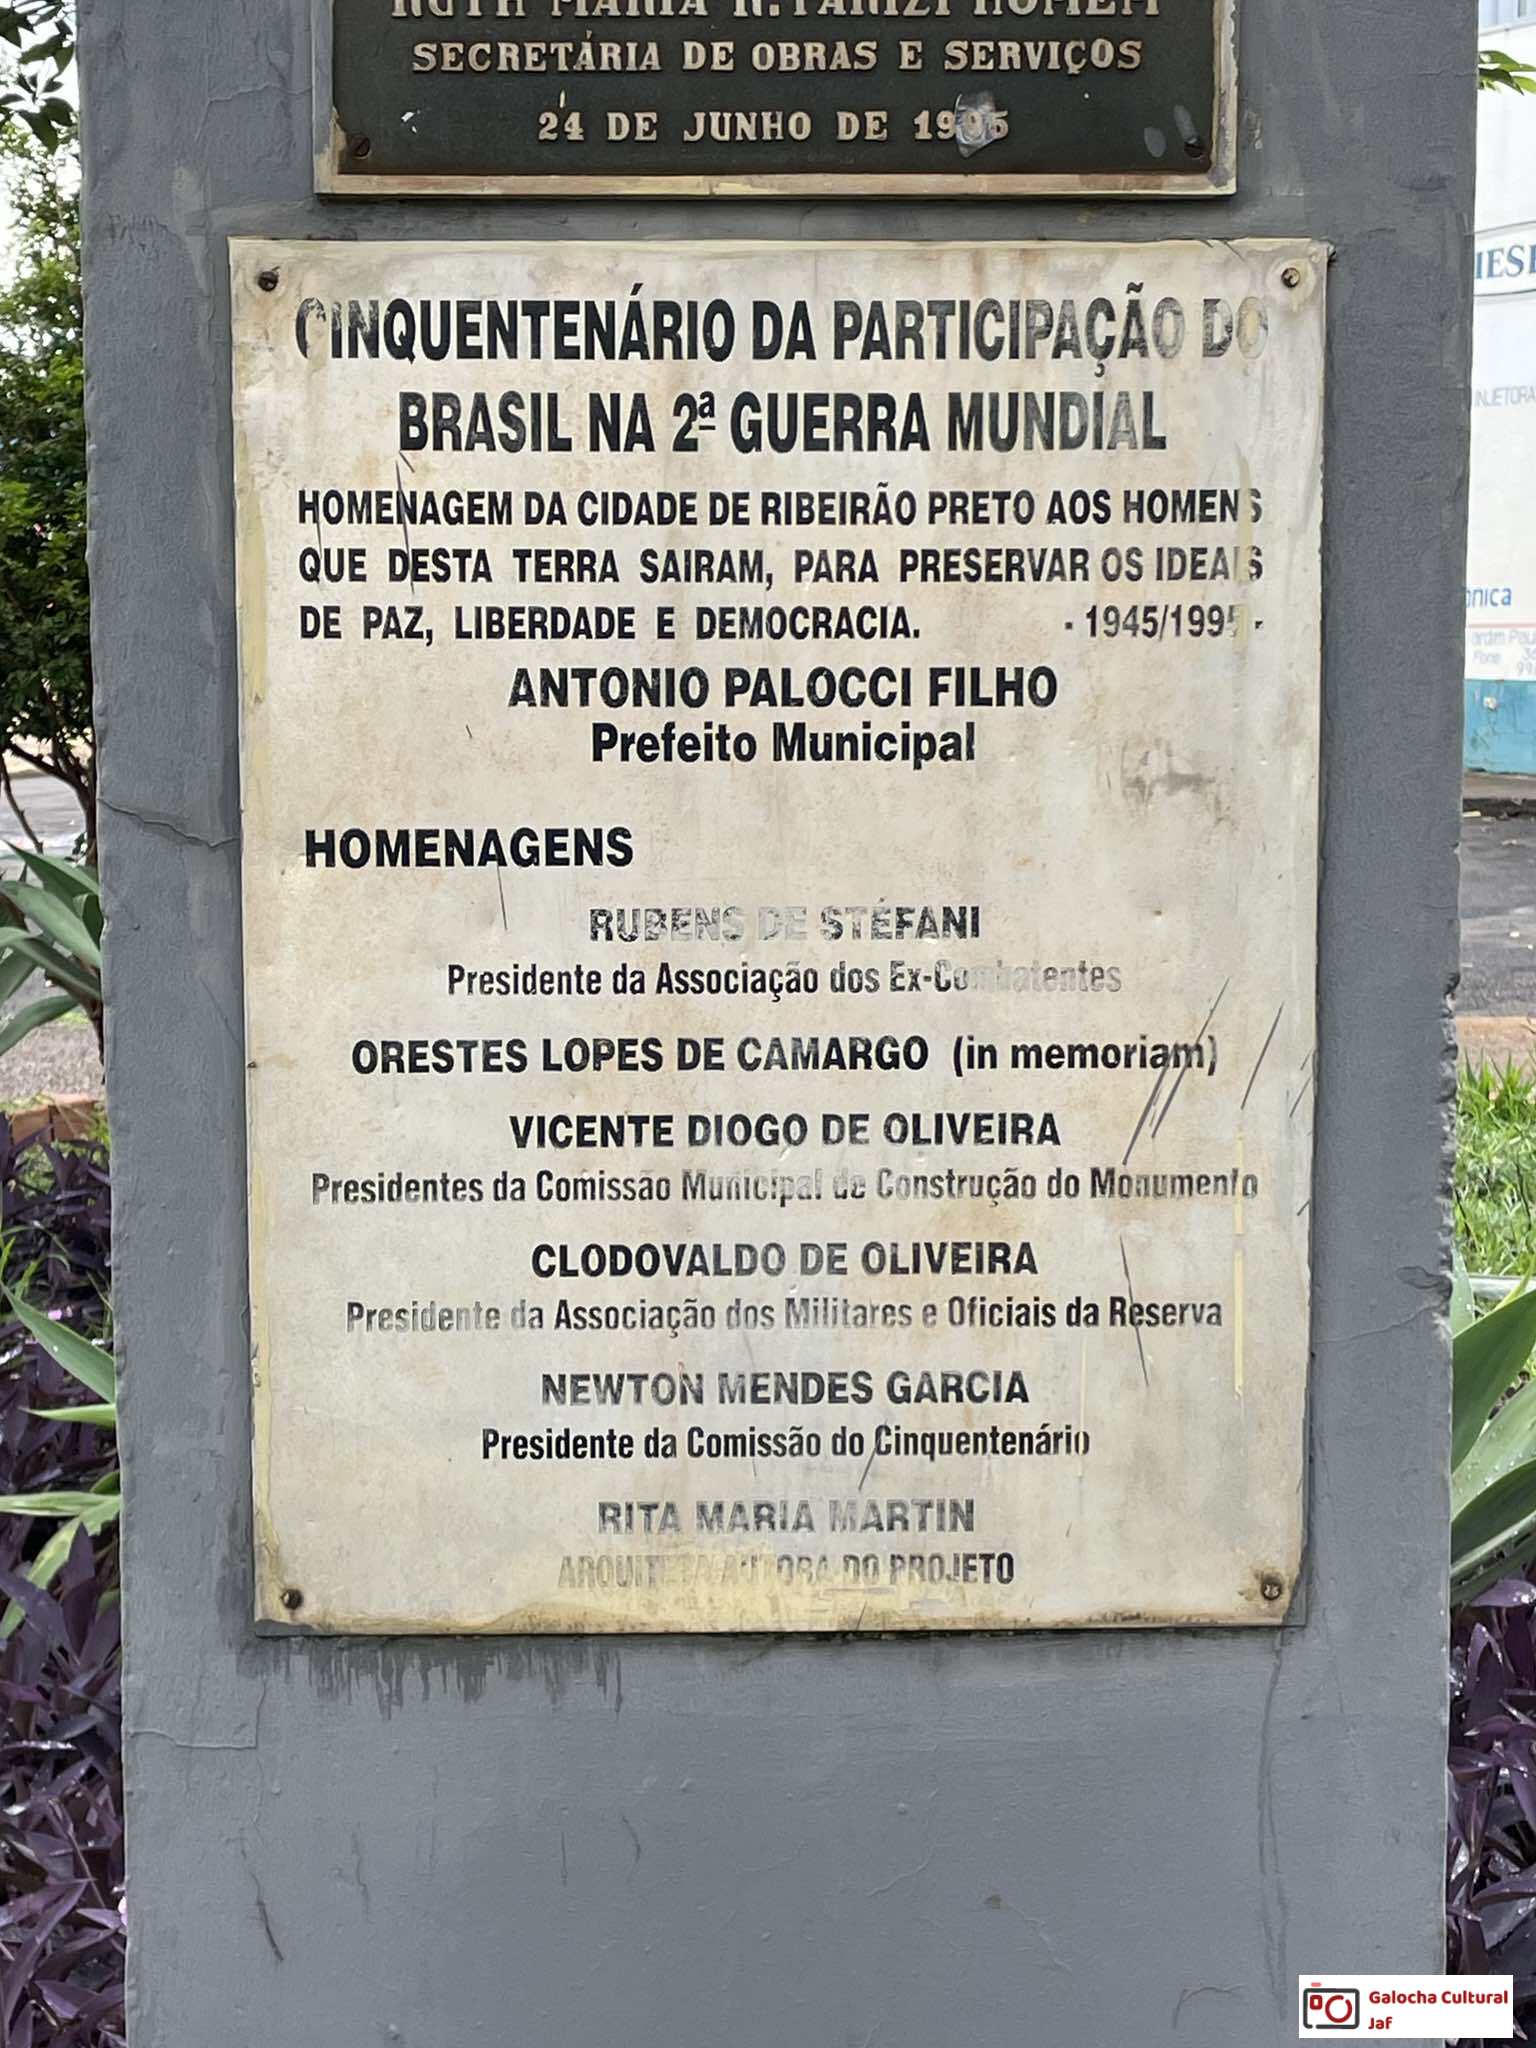 RUTH MARIA
SECRETÁRIA DE OBRAS E SERVIÇOS
24 DE JUNHO DE 1995
CINQUENTENÁRIO DA PARTICIPAÇÃO DO
BRASIL NA 2ª GUERRA MUNDIAL
HOMENAGEM DA CIDADE DE RIBEIRÃO PRETO AOS HOMENS
QUE DESTA TERRA SAIRAM, PARA PRESERVAR OS IDEAIS
DE PAZ, LIBERDADE E DEMOCRACIA. - 1945/1995 -
ANTONIO PALOCCI FILHO
Prefeito Municipal
HOMENAGENS
RUBENS DE STÉFANI
Presidente da Associação dos Ex-Combatentes
ORESTES LOPES DE CAMARGO (in memoriam)
VICENTE DIOGO DE OLIVEIRA
Presidentes da Comissão Municipal de Construção do Monumento
CLODOVALDO DE OLIVEIRA
Presidente da Associação dos Militares e Oficiais da Reserva
NEWTON MENDES GARCIA
Presidente da Comissão do Cinquentenário
RITA MARIA MARTIN
ARQUITETA AUTORA DO PROJETO
Galocha Cultural
Jaf